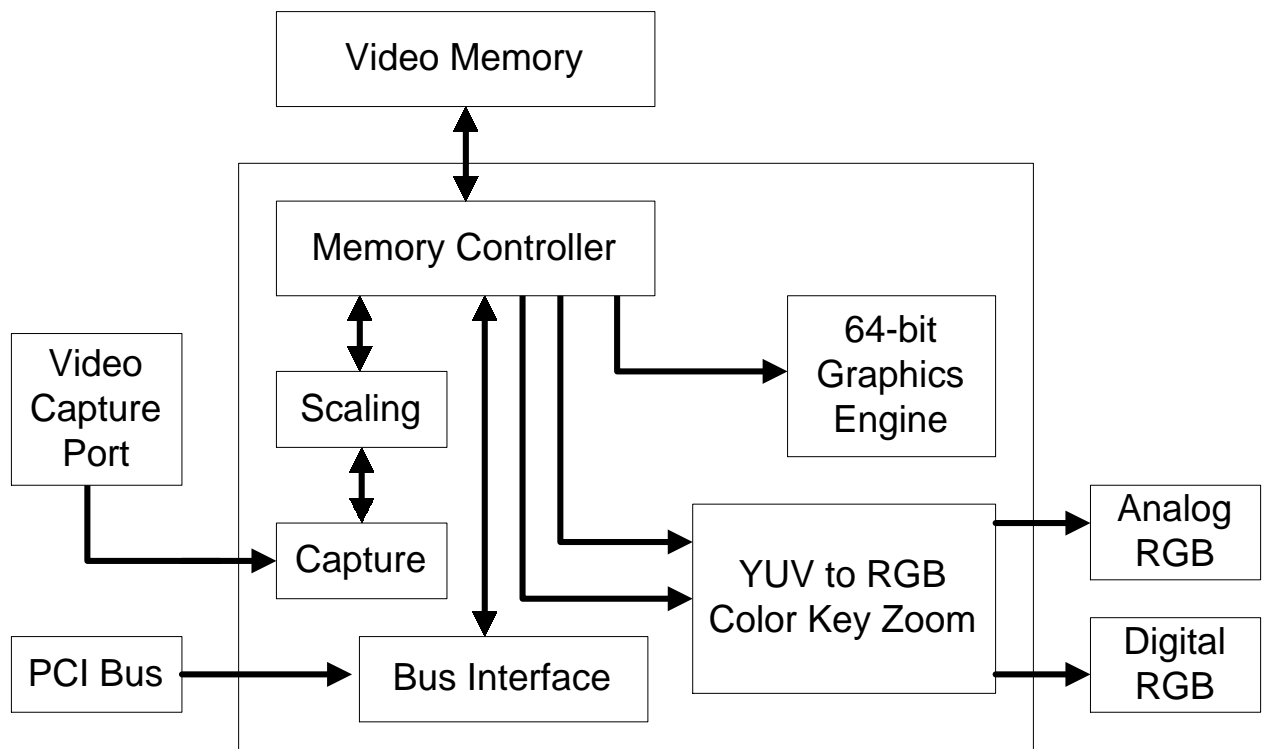 Video Memory
Memory Controller
64-bit
Graphics
Engine
Video
Capture
Port
Scaling
Capture
YUV to RGB
Color Key Zoom
Analog
RGB
PCI Bus
Bus Interface
Digital
RGB